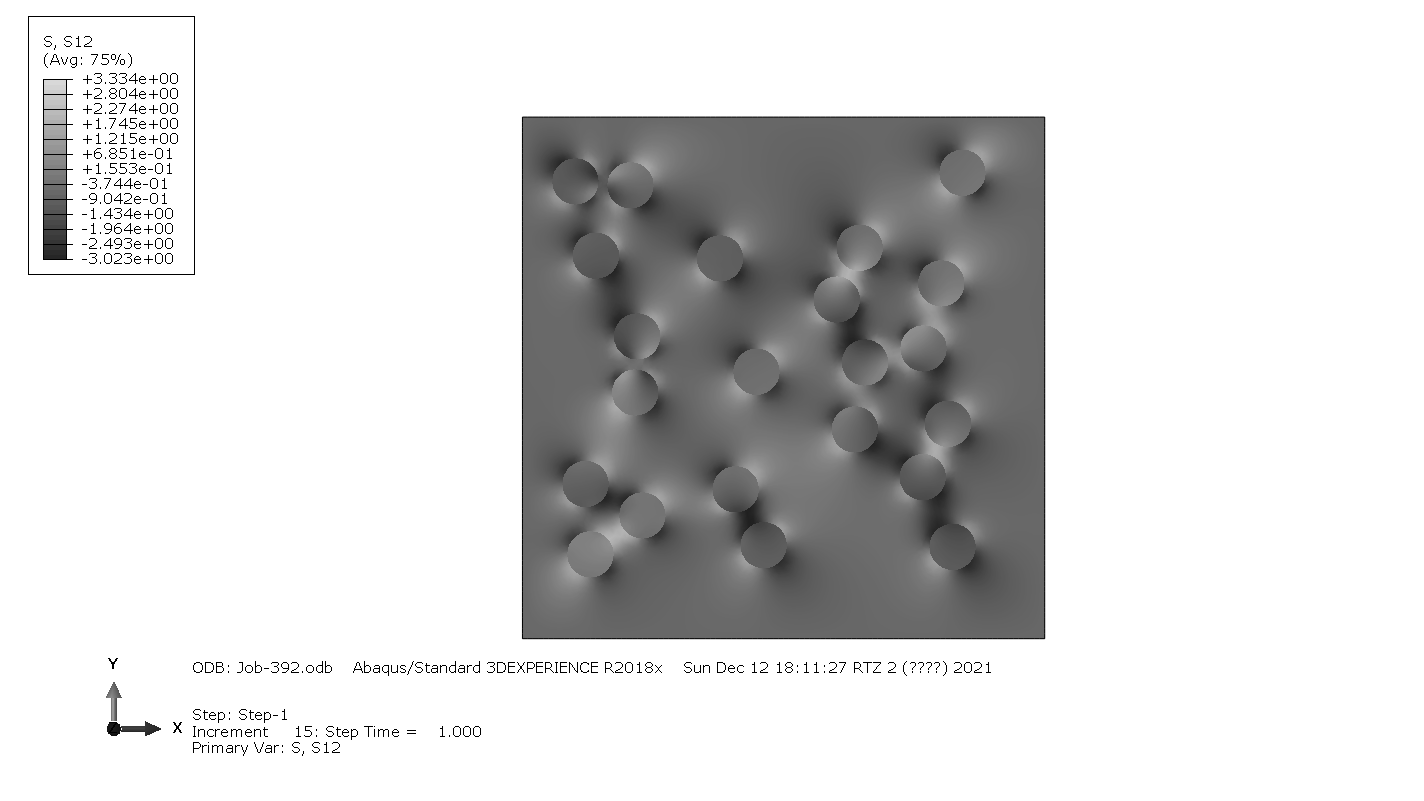 S, S12
(Avg: 75%)
+3.334e+00
+2.804e+00
+2.274e+00
+1.745e+00
+1.215e+00
+6.851e-01
+1.553e-01
-3.744e-01
-9.042e-01
-1.434e+00
-1.964e+00
-2.493e+00
-3.023e+00
Y
X
ODB: Job-392.odb Abaqus/Standard 3DEXPERIENCE R2018x Sun Dec 12 18:11:27 RTZ 2 (????) 2021
Step: Step-1
Increment 15: Step Time = 1.000
Primary Var: S, S12